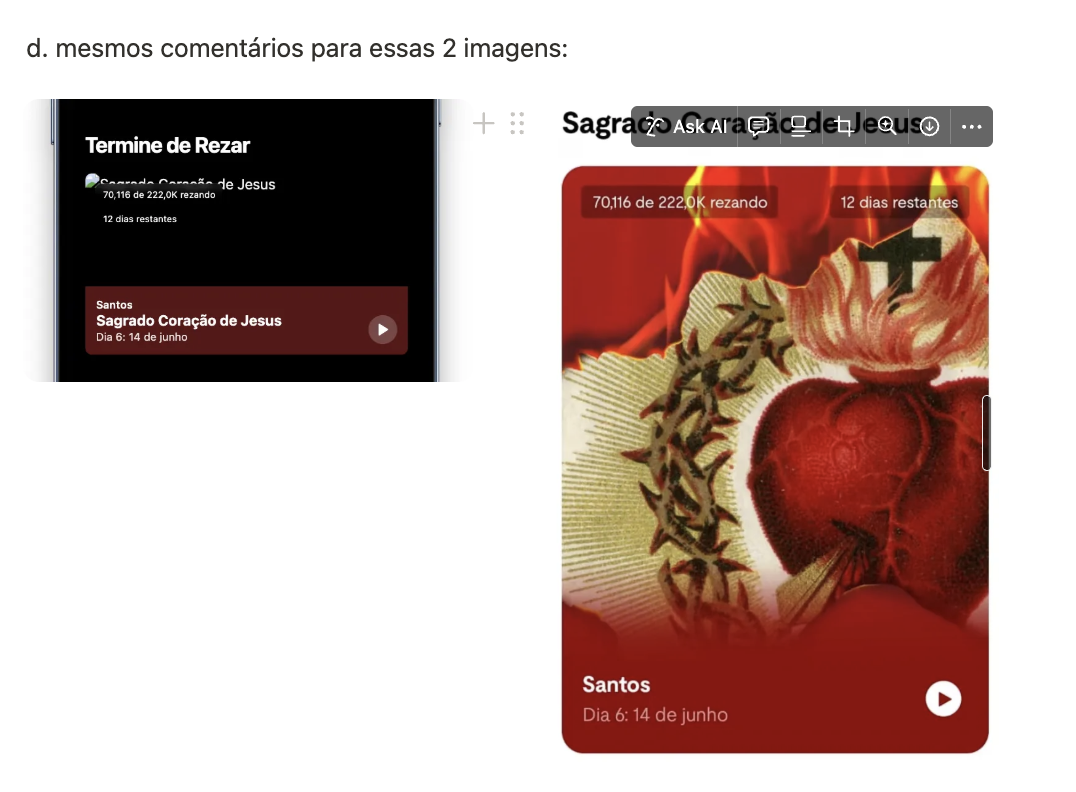 d. mesmos comentários para essas 2 imagens:
Termine de Rezar
Sagrado Coração de Jesus
70,116 de 222,0K rezando
12 dias restantes
Santos
Sagrado Coração de Jesus
Dia 6: 14 de junho
Sagrado Coração de Jesus
Ask AI
70,116 de 222,0K rezando
12 dias restantes
Santos
Dia 6: 14 de junho